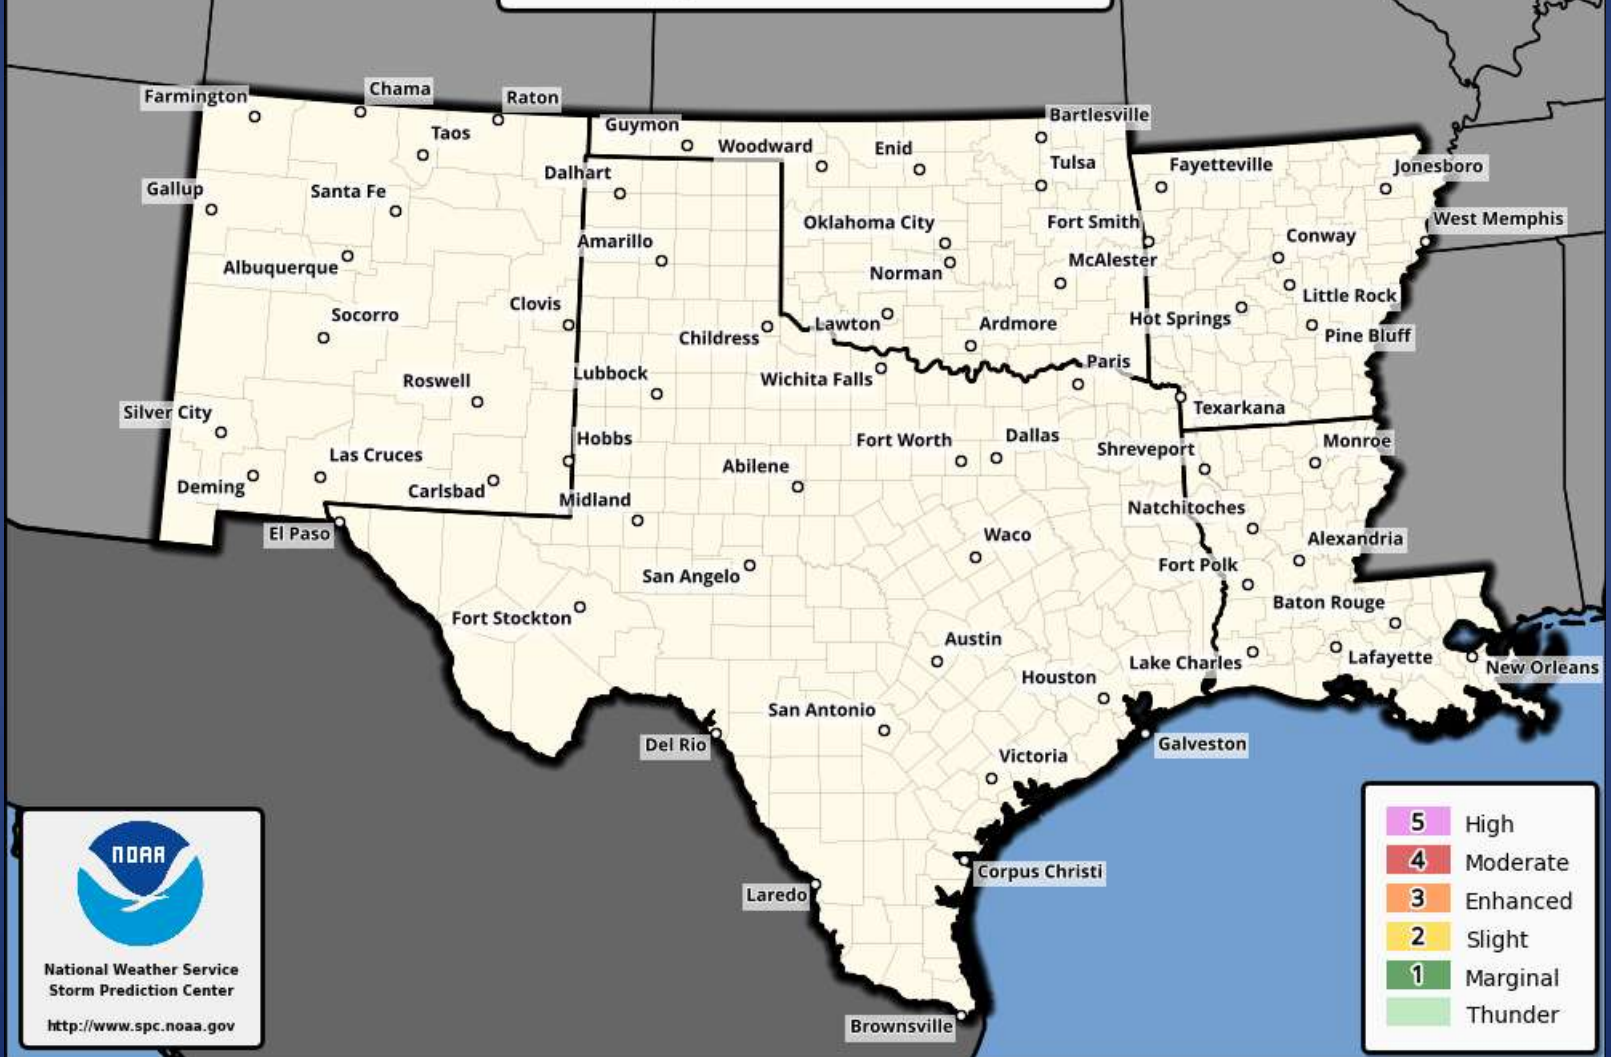 Farmington
Chama
Raton
Taos
Guymon
Woodward
Enid
Bartlesville
Tulsa
Fayetteville
Jonesboro
Gallup
Santa Fe
Dalhart
Oklahoma City
Fort Smith
West Memphis
Albuquerque
Amarillo
Norman
McAlester
Conway
Socorro
Clovis
Childress
Lawton
Ardmore
Hot Springs
Little Rock
Pine Bluff
Silver City
Roswell
Lubbock
Wichita Falls
Paris
Texarkana
Las Cruces
Hobbs
Abilene
Fort Worth
Dallas
Shreveport
Monroe
Deming
Carlsbad
Midland
Natchitoches
El Paso
Waco
Alexandria
San Angelo
Fort Polk
Fort Stockton
Baton Rouge
Austin
Lake Charles
Lafayette
New Orleans
Houston
San Antonio
Del Rio
Galveston
Victoria
Corpus Christi
Laredo
Brownsville
NOAA
National Weather Service
Storm Prediction Center
http://www.spc.noaa.gov
5 High
4 Moderate
3 Enhanced
2 Slight
1 Marginal
Thunder